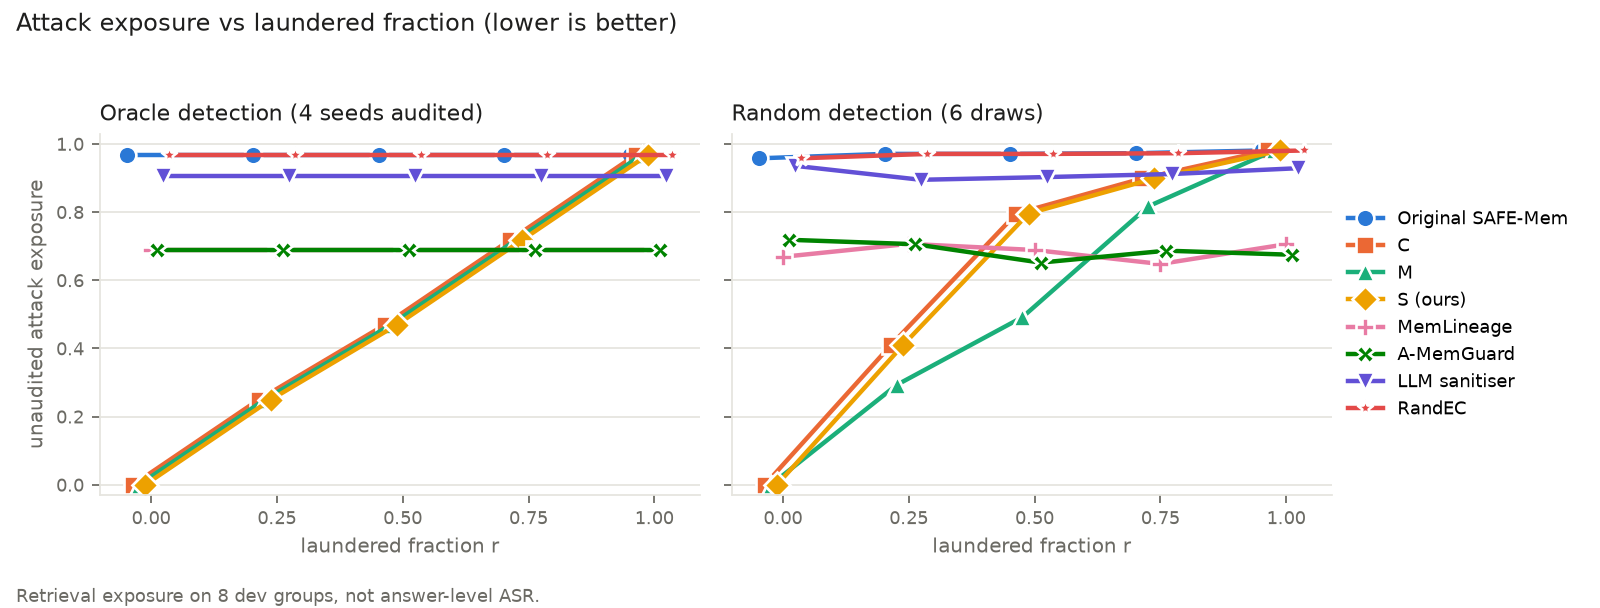 Attack exposure vs laundered fraction (lower is better)
Oracle detection (4 seeds audited)
Random detection (6 draws)
unaudited attack exposure
1.0
0.8
0.6
0.4
0.2
0.0
0.00 0.25 0.50 0.75 1.00
laundered fraction r
0.00 0.25 0.50 0.75 1.00
laundered fraction r
Original SAFE-Mem
C
M
S (ours)
MemLineage
A-MemGuard
LLM sanitiser
RandEC
Retrieval exposure on 8 dev groups, not answer-level ASR.